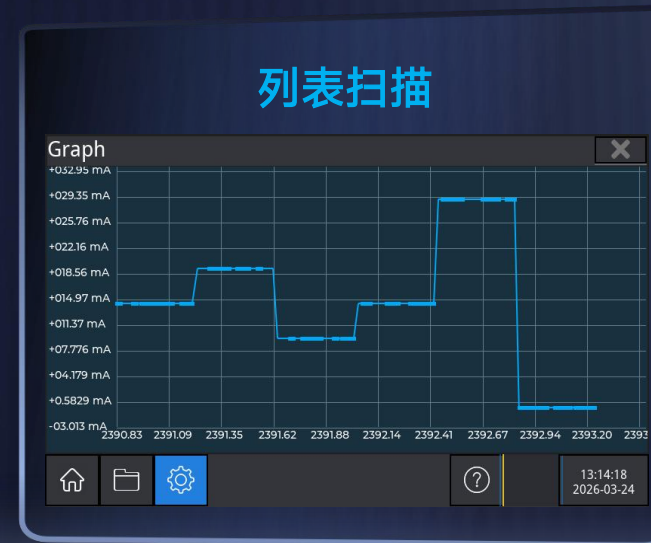 列表扫描
Graph
+032.95 mA
+029.35 mA
+025.76 mA
+022.16 mA
+018.56 mA
+014.97 mA
+011.37 mA
+07.776 mA
+04.179 mA
+0.5829 mA
-03.013 mA
2390.83 2391.09 2391.35 2391.62 2391.88 2392.14 2392.41 2392.67 2392.94 2393.20 2393
?
13:14:18
2026-03-24